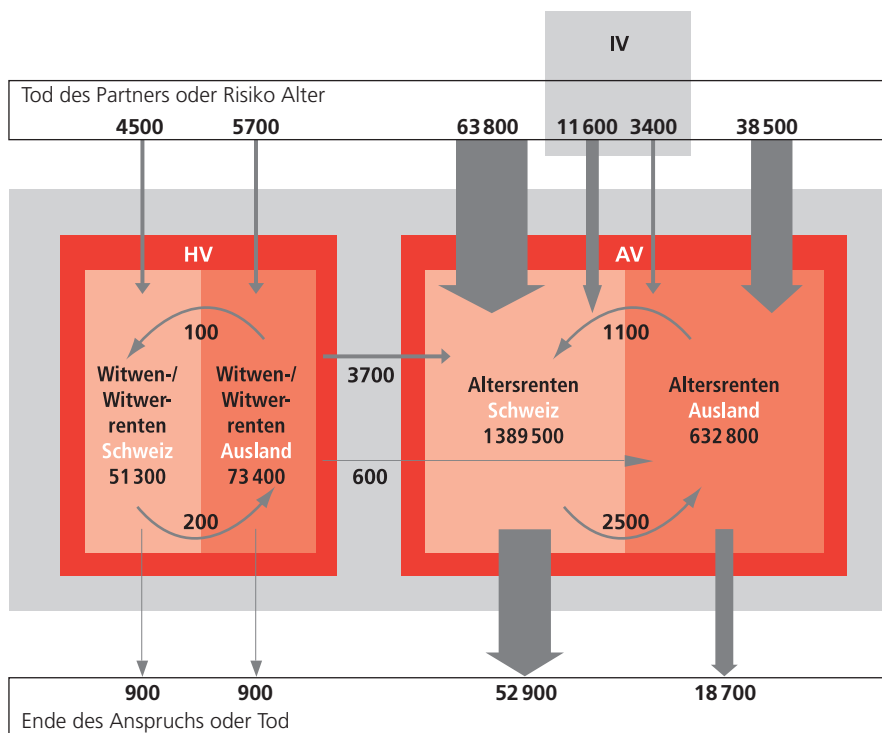 IV
Tod des Partners oder Risiko Alter
4500 5700 63 800 11 600 3400 38 500
HV AV
100 1100
3700
Witwen-/
Witwer-
renten
Schweiz
51 300
Witwen-/
Witwer-
renten
Ausland
73 400
Altersrenten
Schweiz
1 389 500
Altersrenten
Ausland
632 800
600
200 2500
900 900 52 900 18 700
Ende des Anspruchs oder Tod